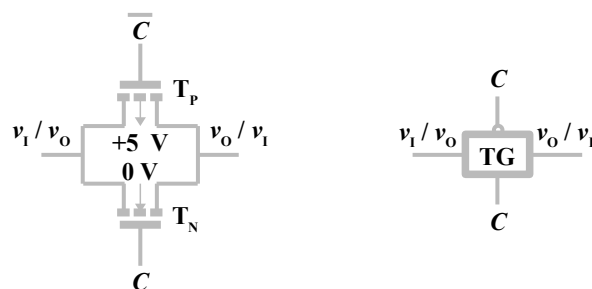 C̅
T_P
v_I / v_O
+5 V
v_O / v_I
0 V
T_N
C
C
v_I / v_O
TG
v_O / v_I
C